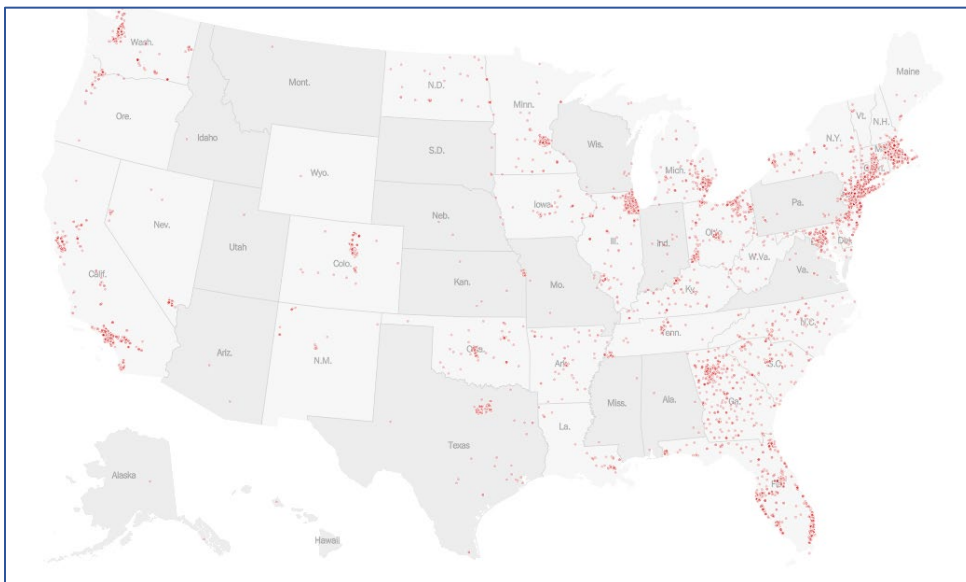 Wash.
Mont.
N.D.
Minn.
Maine
Ore.
Idaho
S.D.
Wis.
Vt.
N.H.
N.Y.
Mich.
Wyo.
Iowa
Neb.
Pa.
Nev.
Utah
Colo.
Ill.
Ind.
Ohio
Calif.
Kan.
Mo.
W.Va.
Va.
Ky.
Ariz.
N.M.
Okla.
Ark.
Tenn.
N.C.
S.C.
Miss.
Ala.
Ga.
Texas
La.
Alaska
Fla.
Hawaii